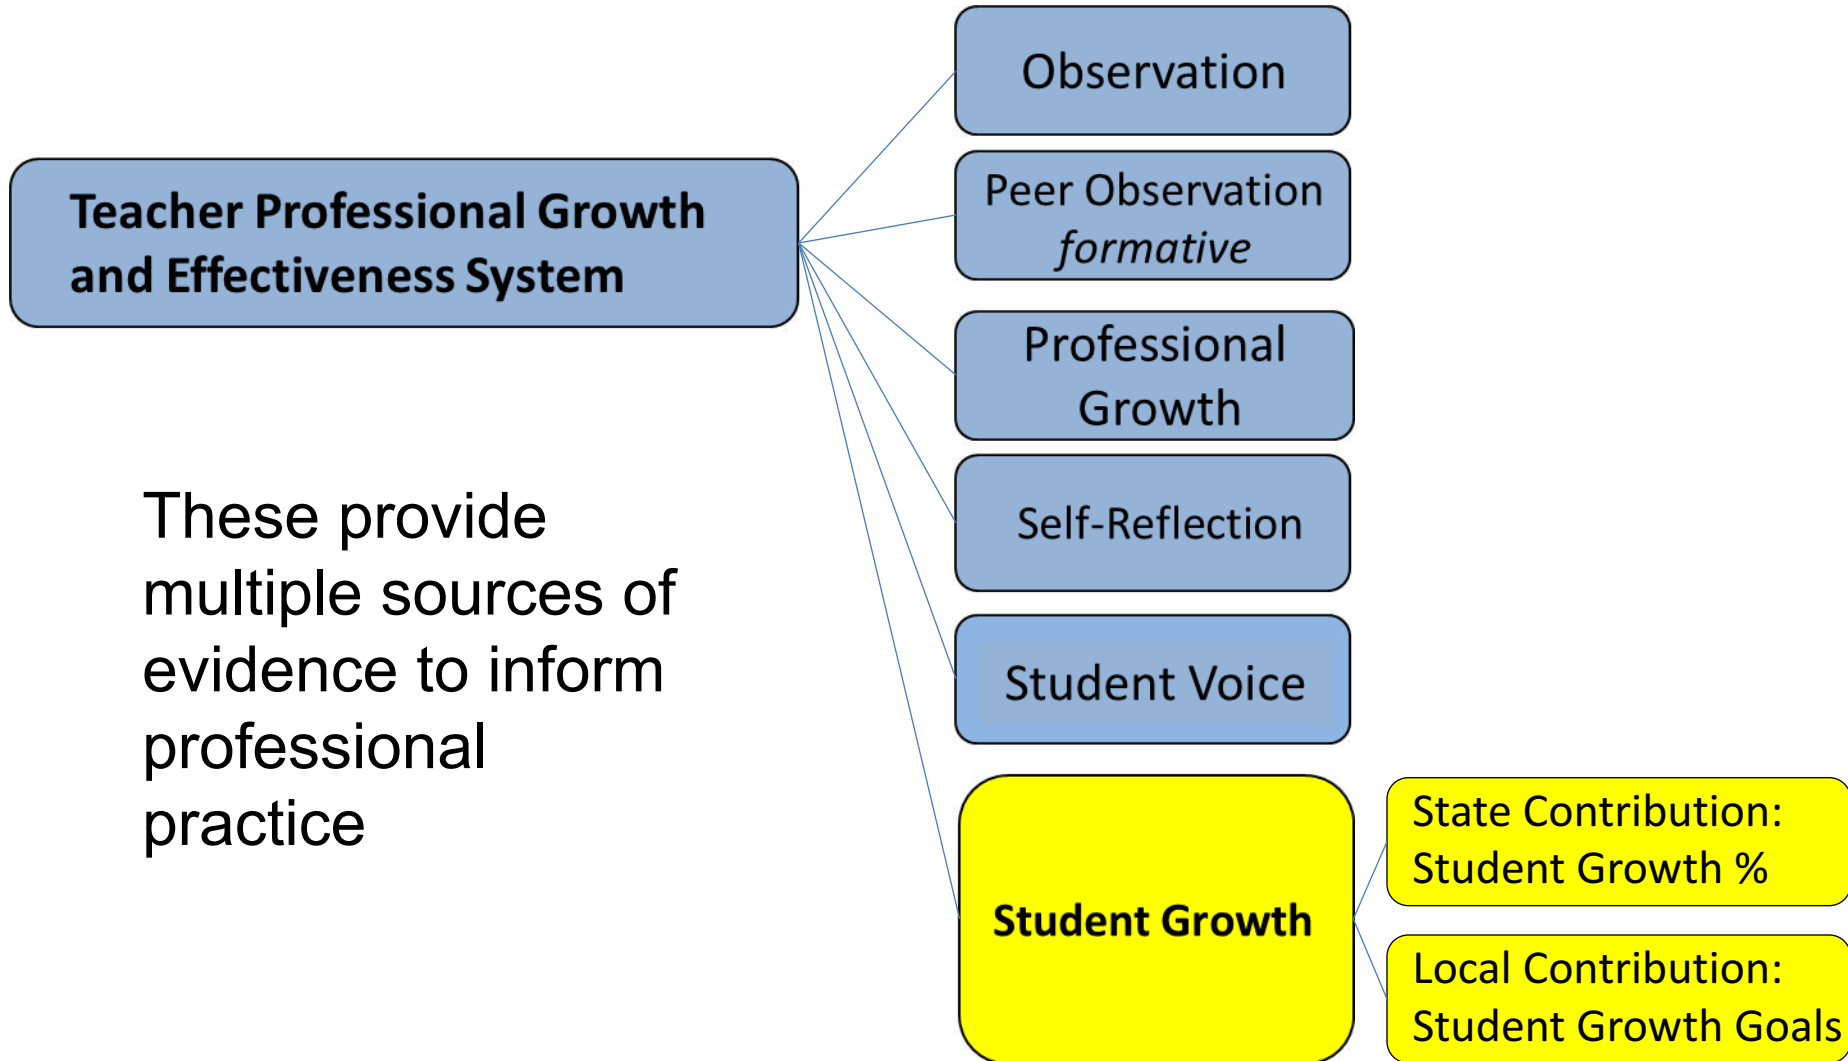 Teacher Professional Growth
and Effectiveness System
These provide
multiple sources of
evidence to inform
professional
practice
Observation
Peer Observation
formative
Professional
Growth
Self-Reflection
Student Voice
Student Growth
State Contribution:
Student Growth %
Local Contribution:
Student Growth Goals